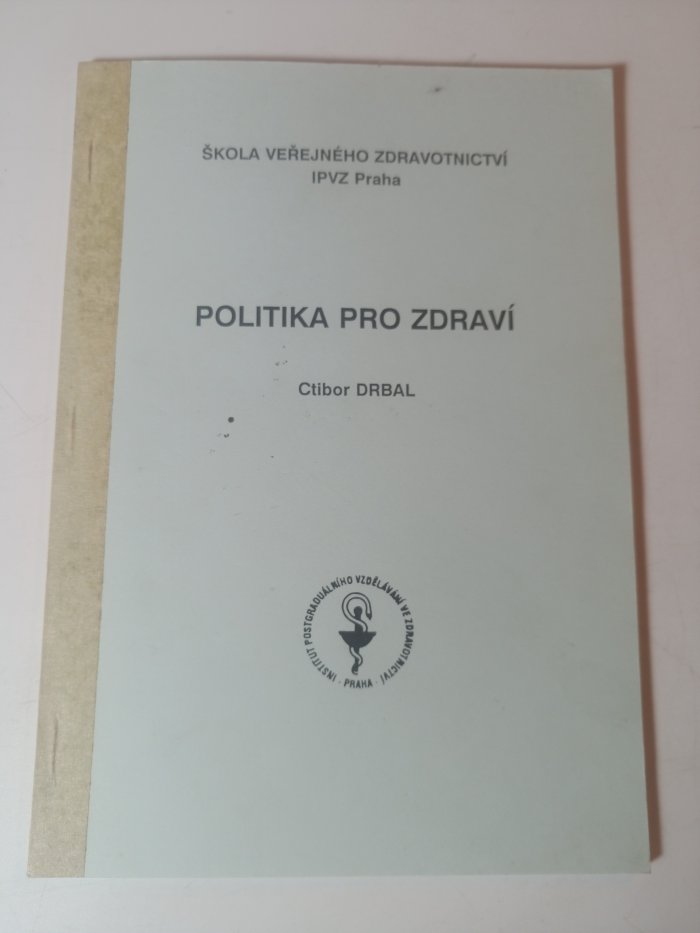 ŠKOLA VEŘEJNÉHO ZDRAVOTNICTVÍ
IPVZ Praha
POLITIKA PRO ZDRAVÍ
Ctibor DRBAL
INSTITUT POSTGRADUÁLNÍHO VZDĚLÁVÁNÍ VE ZDRAVOTNICTVÍ
· PRAHA ·